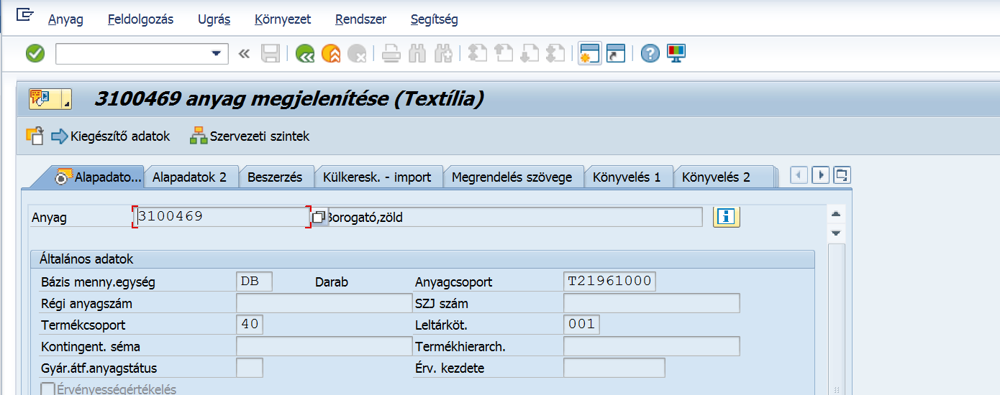 Anyag Feldolgozás Ugrás Környezet Rendszer Segítség
3100469 anyag megjelenítése (Textília)
Kiegészítő adatok Szervezeti szintek
Alapadato... Alapadatok 2 Beszerzés Külkeresk. - import Megrendelés szövege Könyvelés 1 Könyvelés 2
Anyag 3100469 Borogató,zöld
Általános adatok
Bázis menny.egység DB Darab Anyagcsoport T21961000
Régi anyagszám SZJ szám
Termékcsoport 40 Leltárköt. 001
Kontingent. séma Termékhierarch.
Gyár.átf.anyagstátus Érv. kezdete
Érvényességértékelés